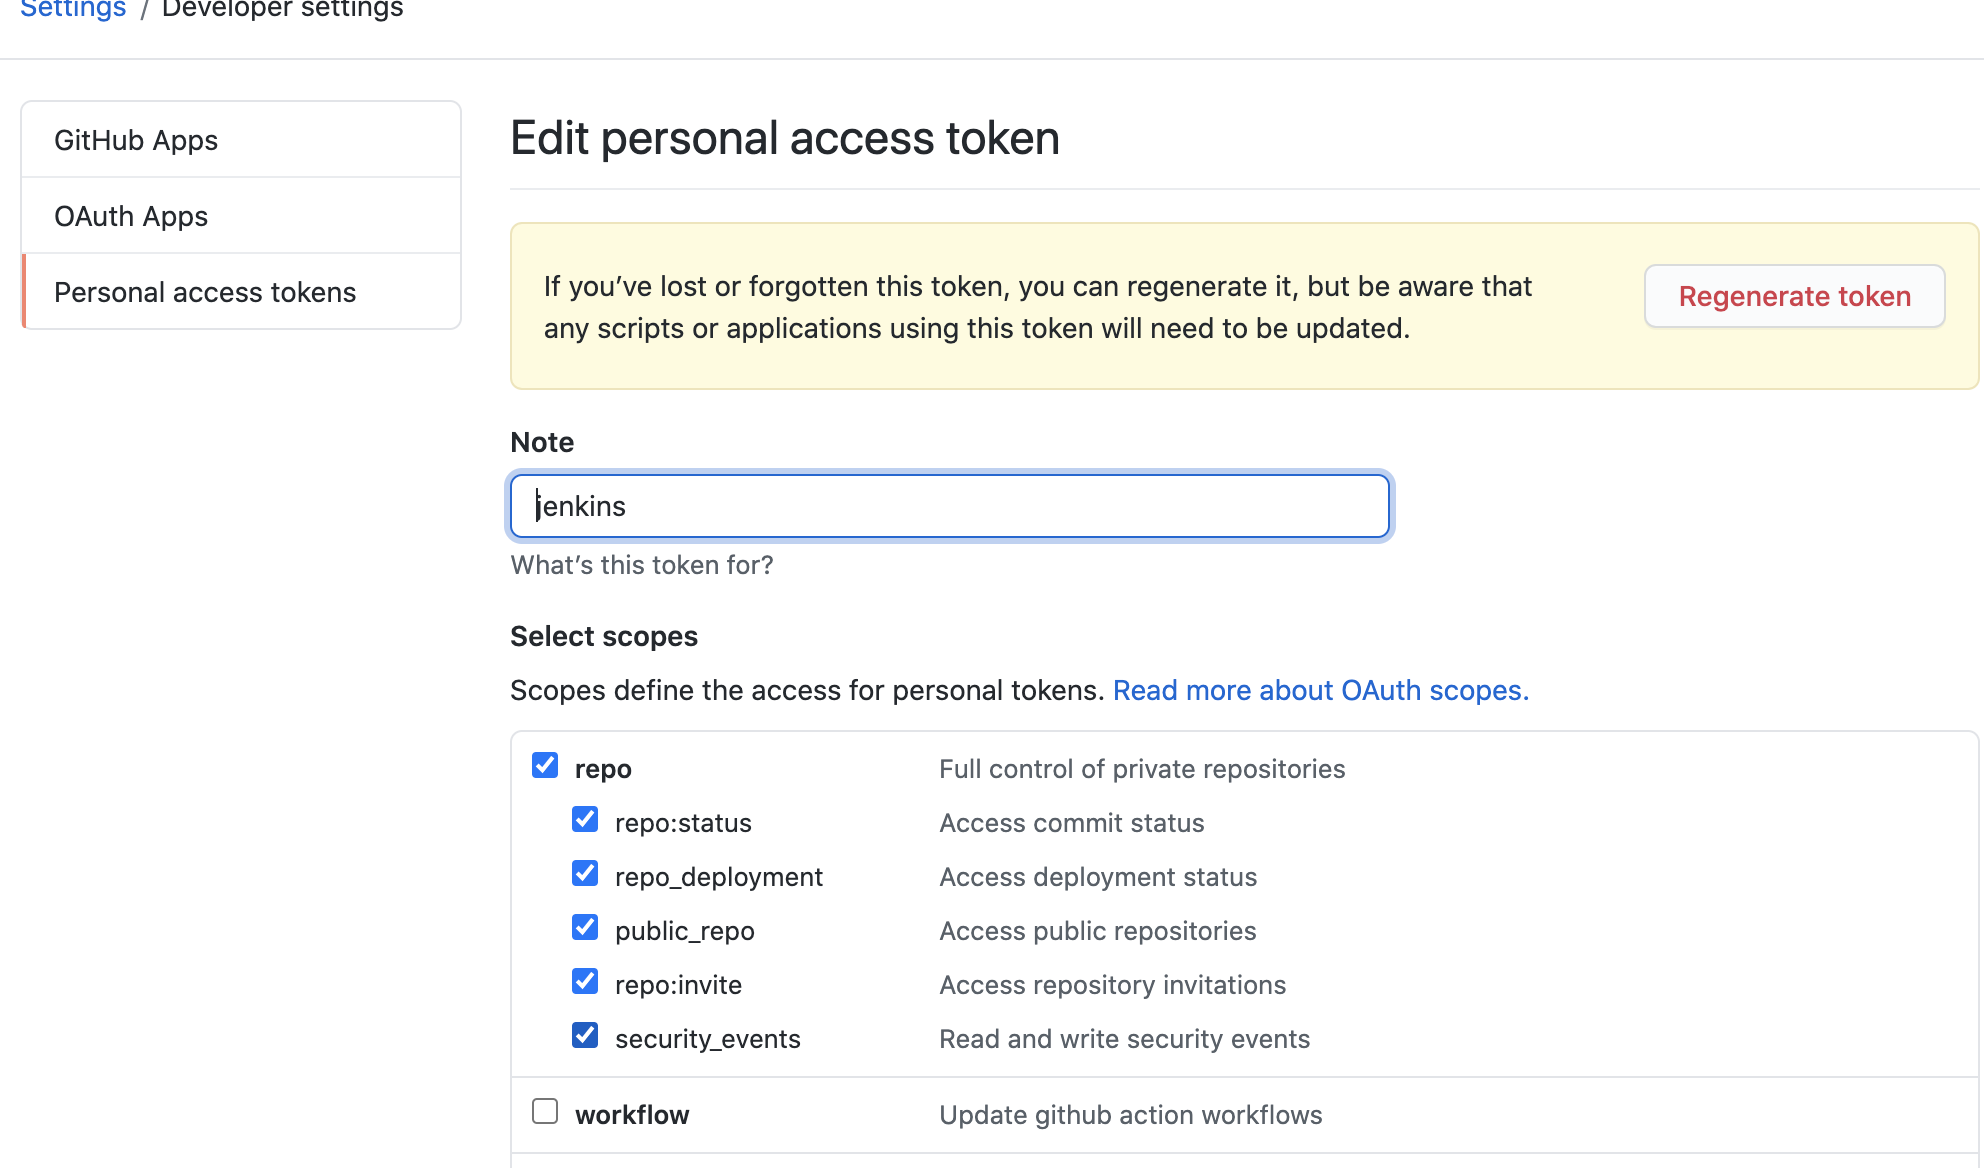 Settings / Developer settings
GitHub Apps
OAuth Apps
Personal access tokens
Edit personal access token
If you’ve lost or forgotten this token, you can regenerate it, but be aware that
any scripts or applications using this token will need to be updated.
Regenerate token
Note
jenkins
What’s this token for?
Select scopes
Scopes define the access for personal tokens. Read more about OAuth scopes.
repo Full control of private repositories
repo:status Access commit status
repo_deployment Access deployment status
public_repo Access public repositories
repo:invite Access repository invitations
security_events Read and write security events
workflow Update github action workflows